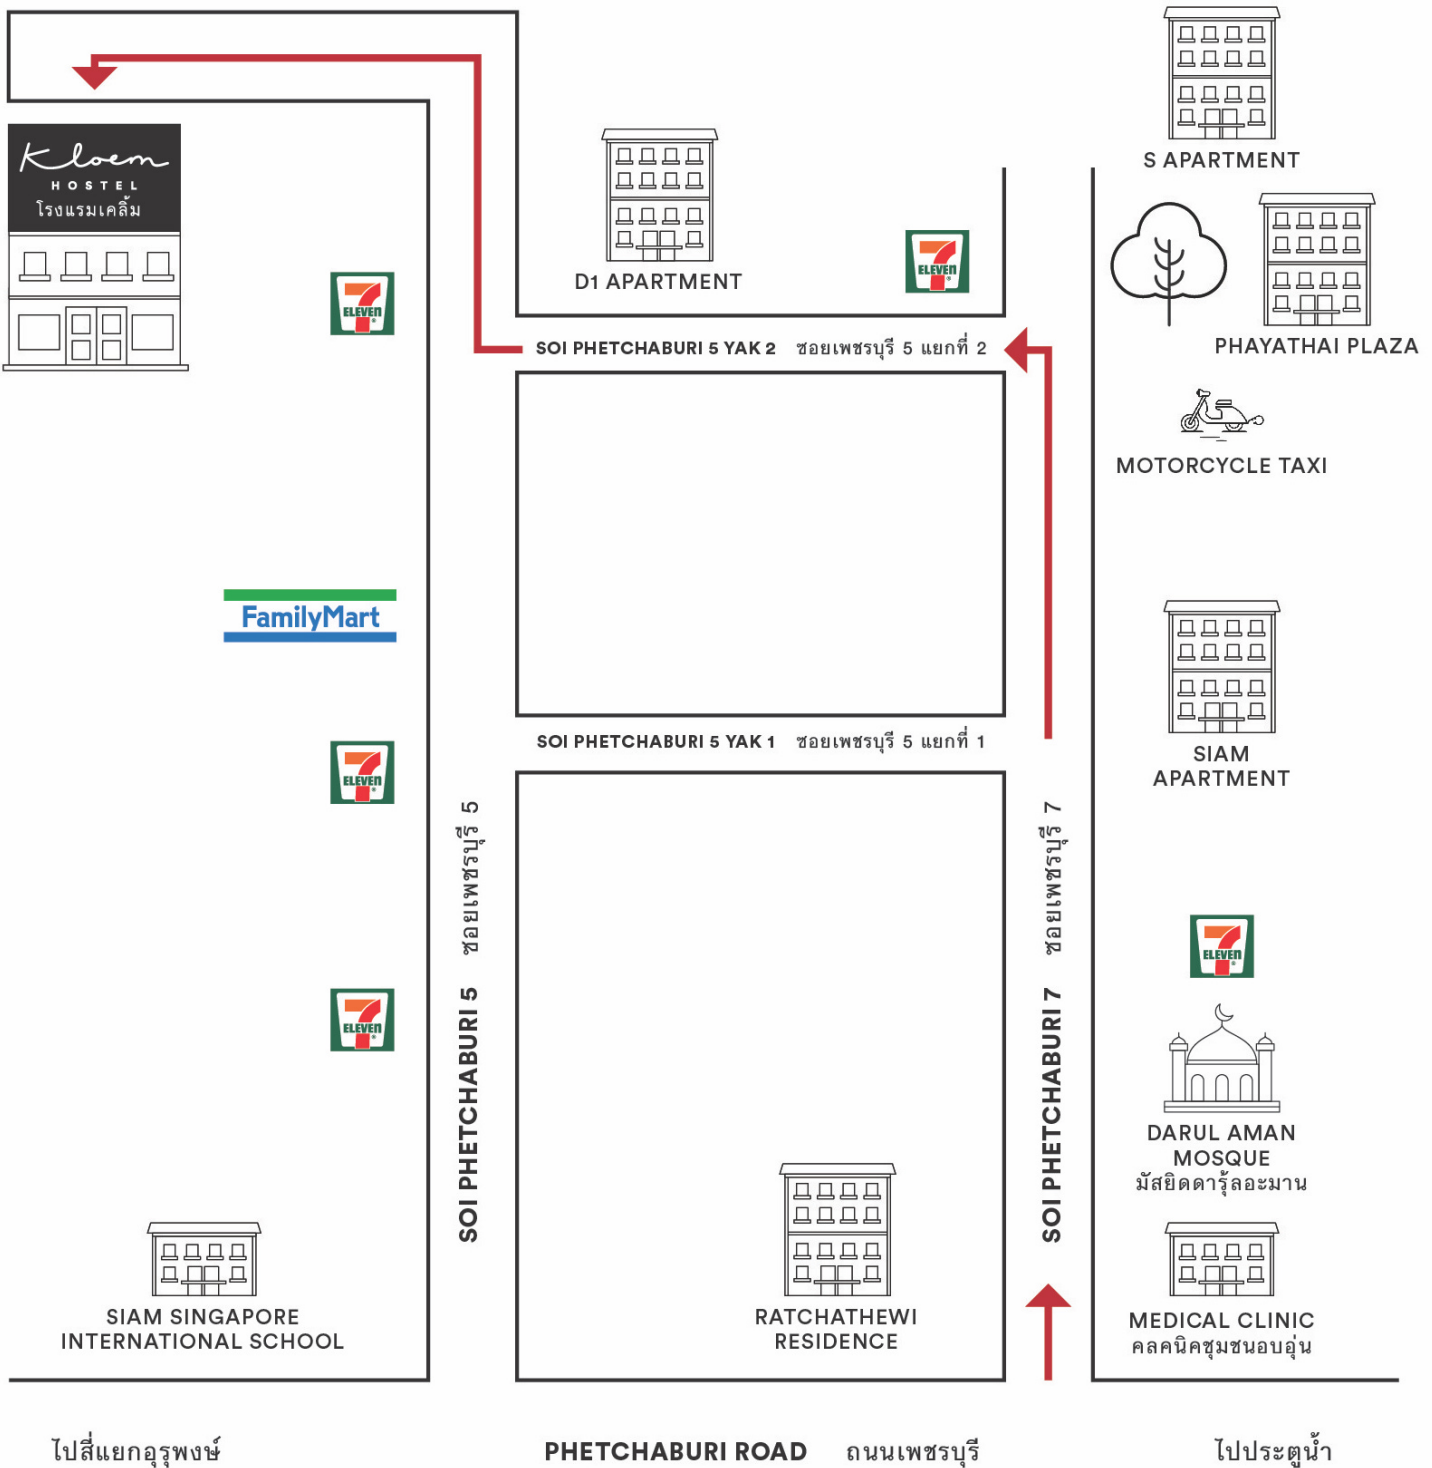 S APARTMENT
Kloem
HOSTEL
โรงแรมเคลิ้ม
D1 APARTMENT
7
ELEVEN
7
ELEVEN
PHAYATHAI PLAZA
SOI PHETCHABURI 5 YAK 2 ซอยเพชรบุรี 5 แยกที่ 2
MOTORCYCLE TAXI
FamilyMart
SOI PHETCHABURI 5 YAK 1 ซอยเพชรบุรี 5 แยกที่ 1
SIAM
APARTMENT
7
ELEVEN
SOI PHETCHABURI 5 ซอยเพชรบุรี 5
SOI PHETCHABURI 7 ซอยเพชรบุรี 7
7
ELEVEN
7
ELEVEN
DARUL AMAN
MOSQUE
มัสยิดดารุ้ลอะมาน
SIAM SINGAPORE
INTERNATIONAL SCHOOL
RATCHATHEWI
RESIDENCE
MEDICAL CLINIC
คลคนิคชุมชนอบอุ่น
ไปสี่แยกอุรุพงษ์
PHETCHABURI ROAD ถนนเพชรบุรี
ไปประตูน้ำ